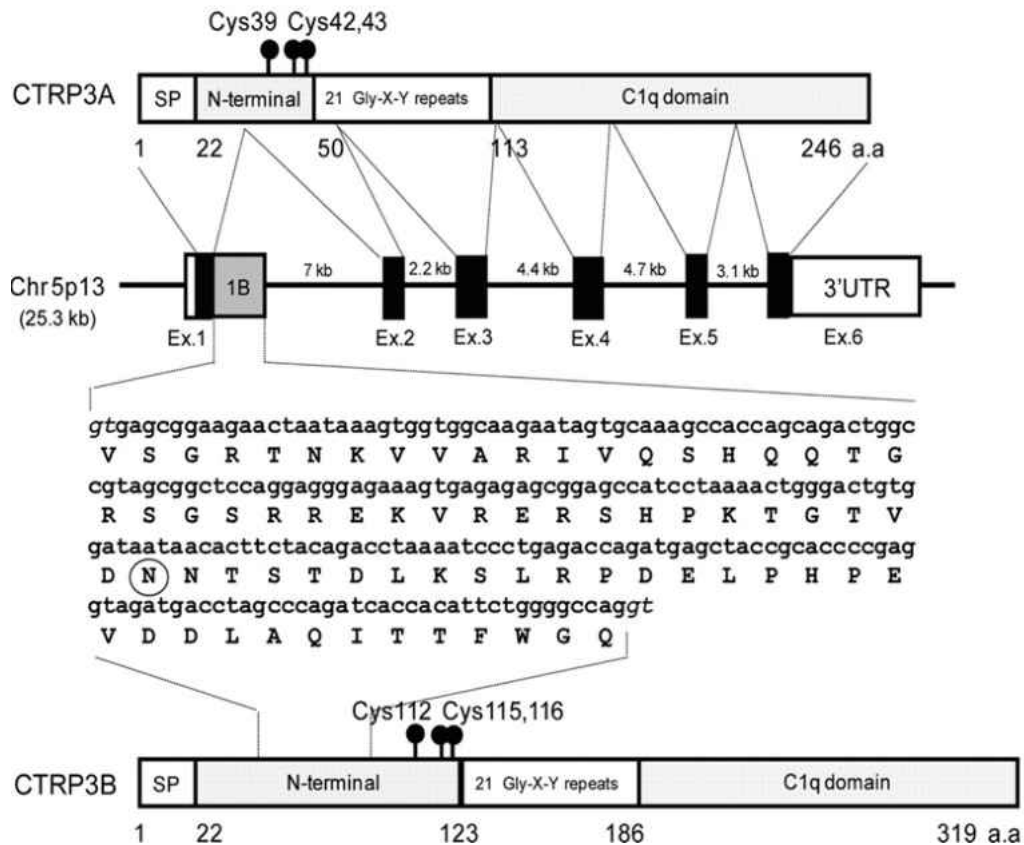 Cys39 Cys42,43
CTRP3A SP N-terminal 21 Gly-X-Y repeats C1q domain
1 22 50 113 246 a.a
7 kb 2.2 kb 4.4 kb 4.7 kb 3.1 kb
Chr 5p13 1B 3'UTR
(25.3 kb)
Ex.1 Ex.2 Ex.3 Ex.4 Ex.5 Ex.6
gtgagcggaagaactaataaagtggtggcaagaatagtgcaaagccaccagcagactggc
V S G R T N K V V A R I V Q S H Q Q T G
cgtagcggctccaggagggagaaagtgagagagcggagccatcctaaaactgggactgtg
R S G S R R E K V R E R S H P K T G T V
gataataacacttctacagacctaaaatccctgagaccagatgagctaccgcaccccgag
D N N T S T D L K S L R P D E L P H P E
gtagatgacctagcccagatcaccacattctggggccaggt
V D D L A Q I T T F W G Q
Cys112 Cys115,116
CTRP3B SP N-terminal 21 Gly-X-Y repeats C1q domain
1 22 123 186 319 a.a